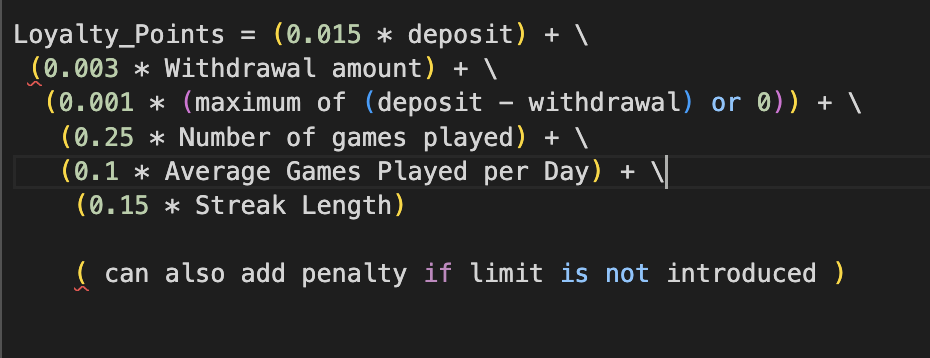 Loyalty_Points = (0.015 * deposit) + \
(0.003 * Withdrawal amount) + \
(0.001 * (maximum of (deposit - withdrawal) or 0)) + \
(0.25 * Number of games played) + \
(0.1 * Average Games Played per Day) + \
(0.15 * Streak Length)
( can also add penalty if limit is not introduced )